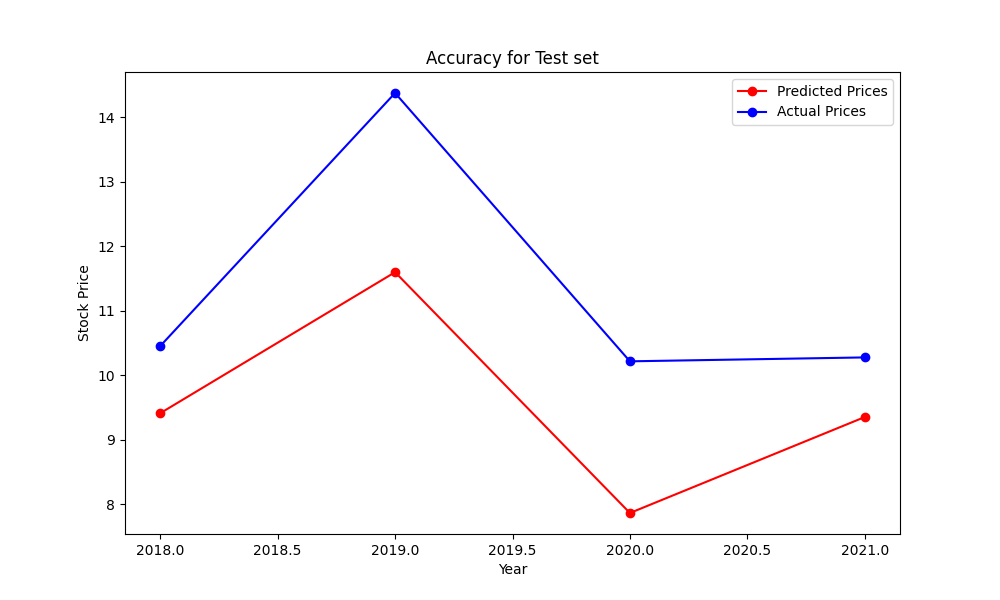 Accuracy for Test set
Predicted Prices
Actual Prices
Stock Price
14
13
12
11
10
9
8
2018.0 2018.5 2019.0 2019.5 2020.0 2020.5 2021.0
Year